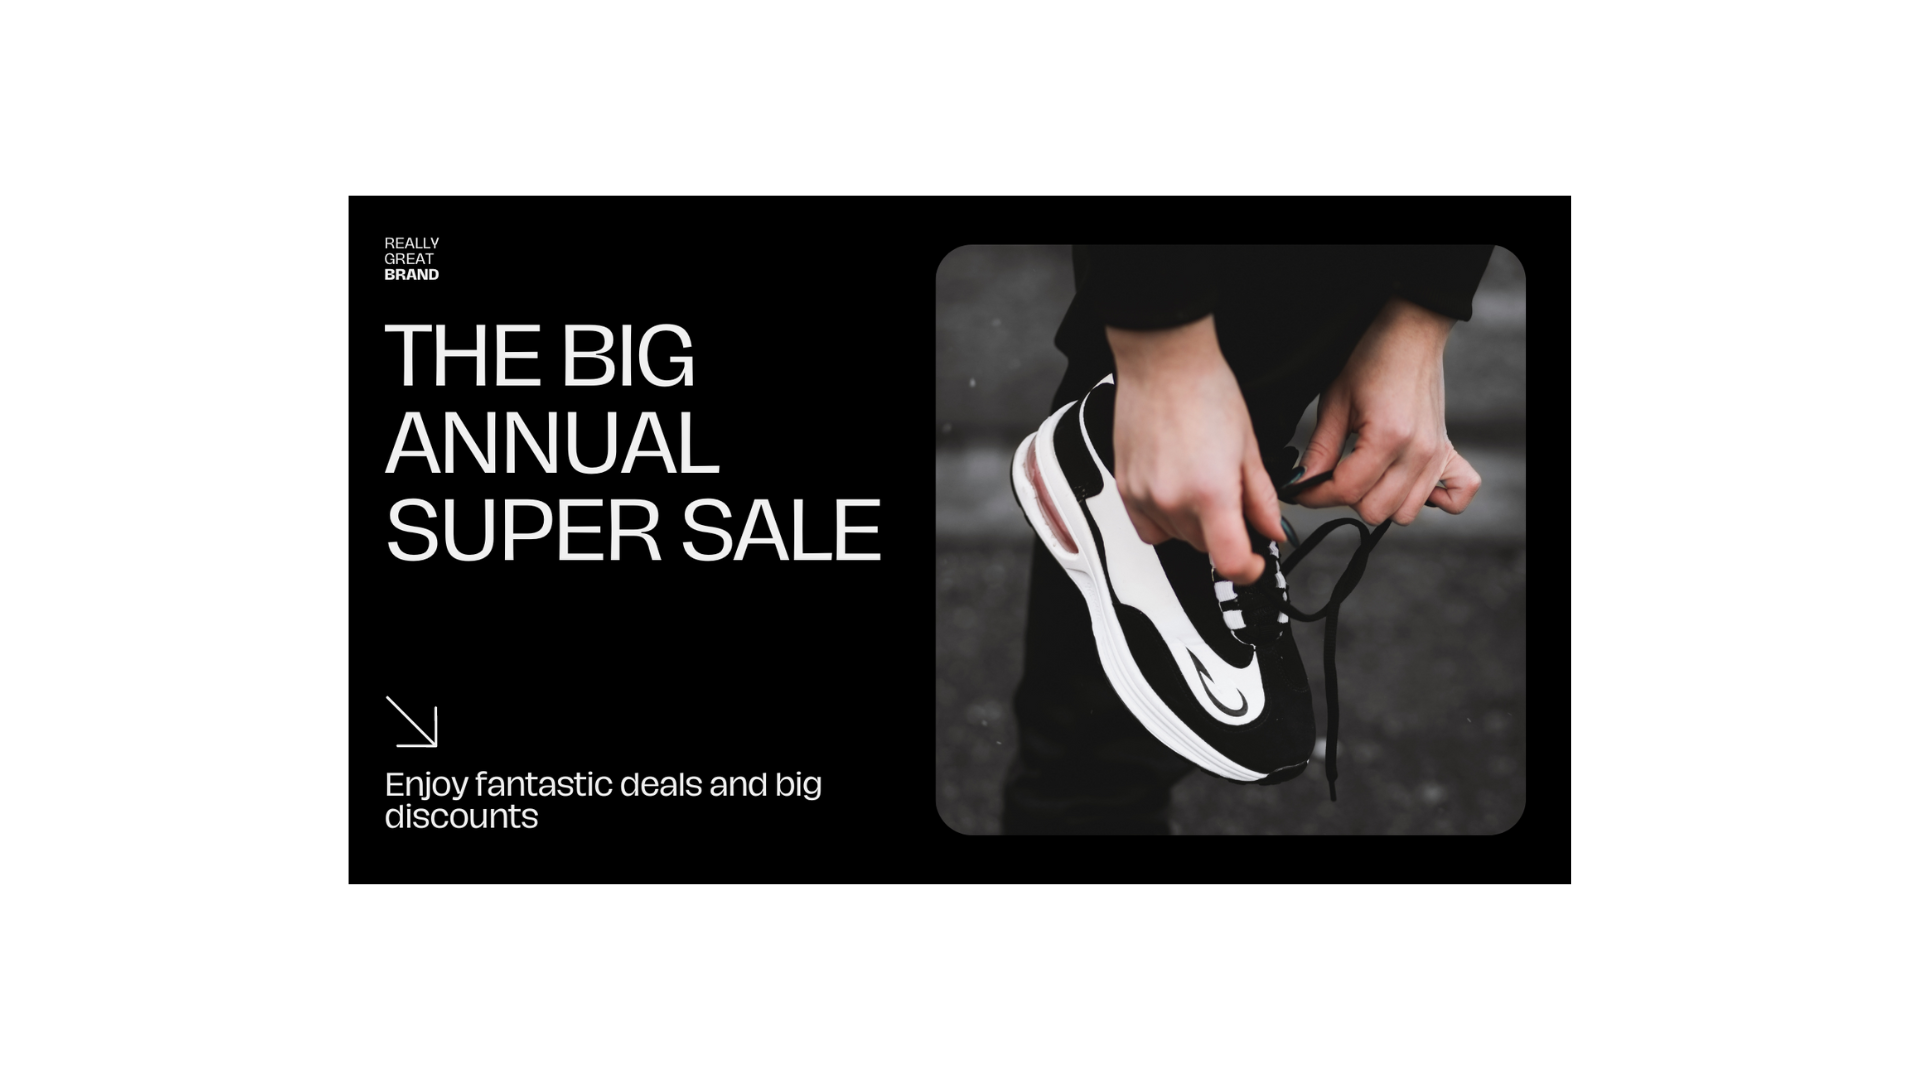 REALLY
GREAT
BRAND
THE BIG
ANNUAL
SUPER SALE
Enjoy fantastic deals and big
discounts